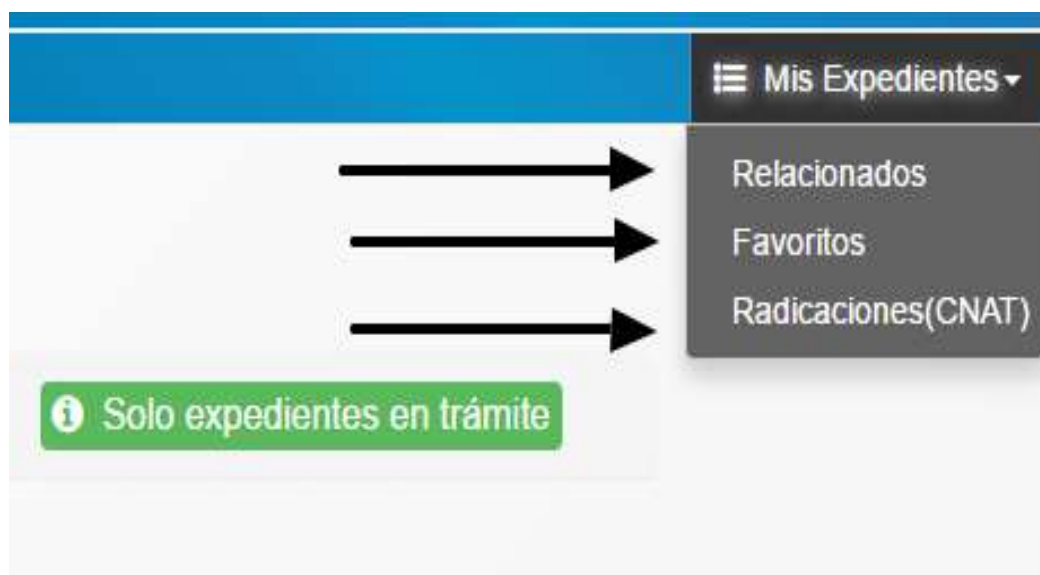 Mis Expedientes
Relacionados
Favoritos
Radicaciones(CNAT)
Solo expedientes en trámite